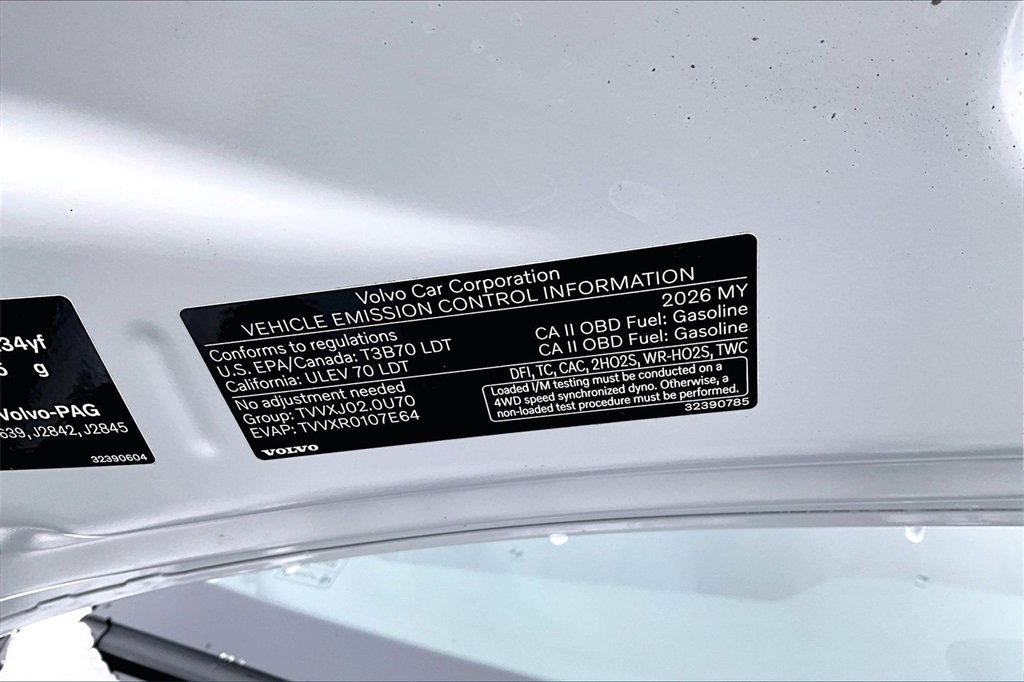 34yf
g
Volvo-PAG
639, J2842, J2845
32390604
Volvo Car Corporation
VEHICLE EMISSION CONTROL INFORMATION
Conforms to regulations
U.S. EPA/Canada: T3B70 LDT
California: ULEV 70 LDT
2026 MY
CA II OBD Fuel: Gasoline
CA II OBD Fuel: Gasoline
No adjustment needed
Group: TVVXJ02.0U70
EVAP: TVVXR0107E64
DFI, TC, CAC, 2HO2S, WR-HO2S, TWC
Loaded I/M testing must be conducted on a
4WD speed synchronized dyno. Otherwise, a
non-loaded test procedure must be performed.
32390785
VOLVO